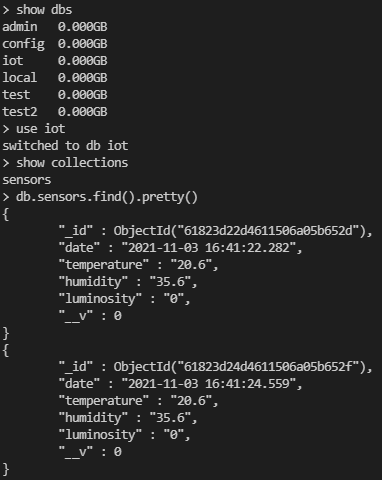 > show dbs
admin   0.000GB
config  0.000GB
iot     0.000GB
local   0.000GB
test    0.000GB
test2   0.000GB
> use iot
switched to db iot
> show collections
sensors
> db.sensors.find().pretty()
{
        "_id" : ObjectId("61823d22d4611506a05b652d"),
        "date" : "2021-11-03 16:41:22.282",
        "temperature" : "20.6",
        "humidity" : "35.6",
        "luminosity" : "0",
        "__v" : 0
}
{
        "_id" : ObjectId("61823d24d4611506a05b652f"),
        "date" : "2021-11-03 16:41:24.559",
        "temperature" : "20.6",
        "humidity" : "35.6",
        "luminosity" : "0",
        "__v" : 0
}